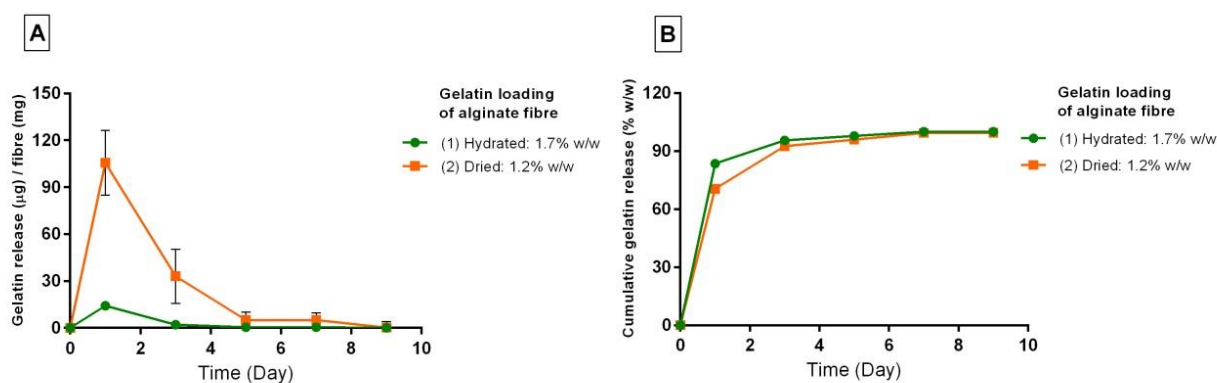 A
Gelatin release (µg) / fibre (mg)
150
120
90
60
30
0
0 2 4 6 8 10
Time (Day)
Gelatin loading
of alginate fibre
(1) Hydrated: 1.7% w/w
(2) Dried: 1.2% w/w
B
Cumulative gelatin release (% w/w)
120
90
60
30
0
0 2 4 6 8 10
Time (Day)
Gelatin loading
of alginate fibre
(1) Hydrated: 1.7% w/w
(2) Dried: 1.2% w/w